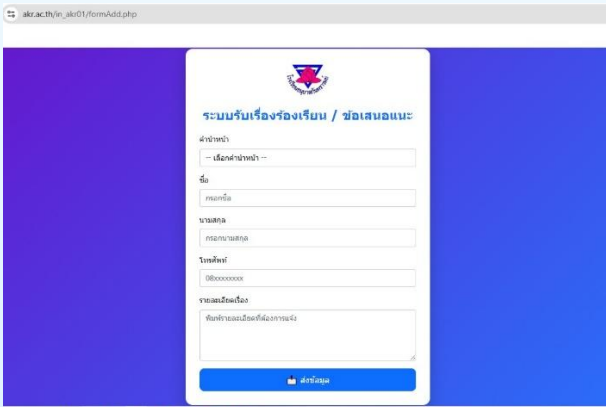 akr.ac.th/in_akr01/formAdd.php
ระบบรับเรื่องร้องเรียน / ข้อเสนอแนะ
คำนำหน้า
-- เลือกคำนำหน้า --
ชื่อ
กรอกชื่อ
นามสกุล
กรอกนามสกุล
โทรศัพท์
08xxxxxxxx
รายละเอียดเรื่อง
พิมพ์รายละเอียดที่ต้องการแจ้ง
ส่งข้อมูล